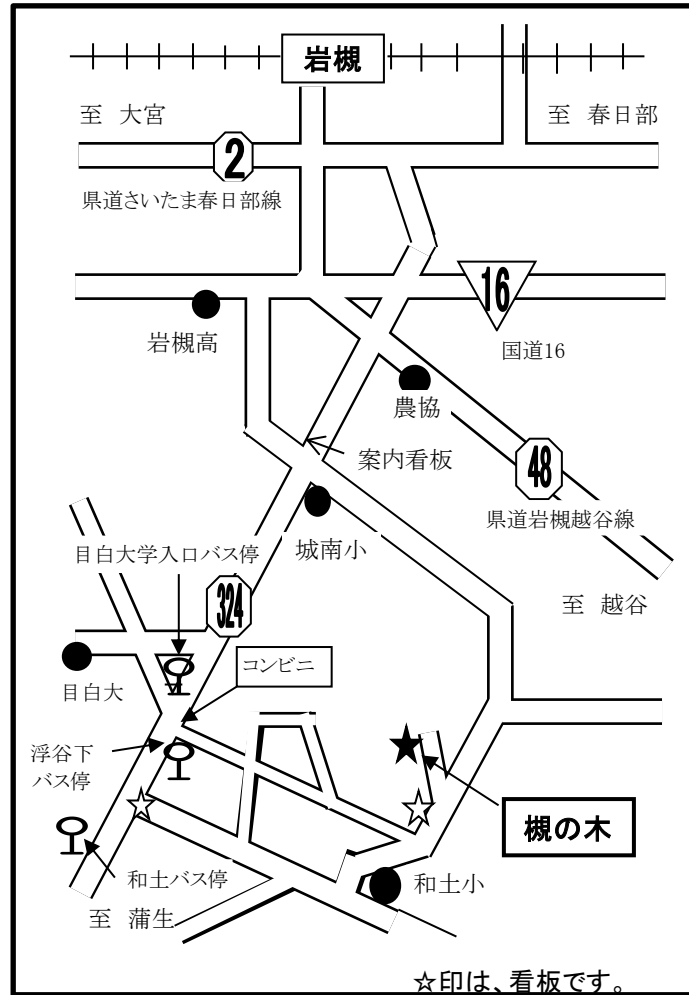 岩槻
至 大宮
至 春日部
2
県道さいたま春日部線
16
岩槻高
国道16
農協
案内看板
48
県道岩槻越谷線
城南小
目白大学入口バス停
324
至 越谷
コンビニ
目白大
浮谷下
バス停
槻の木
和土バス停
和土小
至 蒲生
☆印は、看板です。